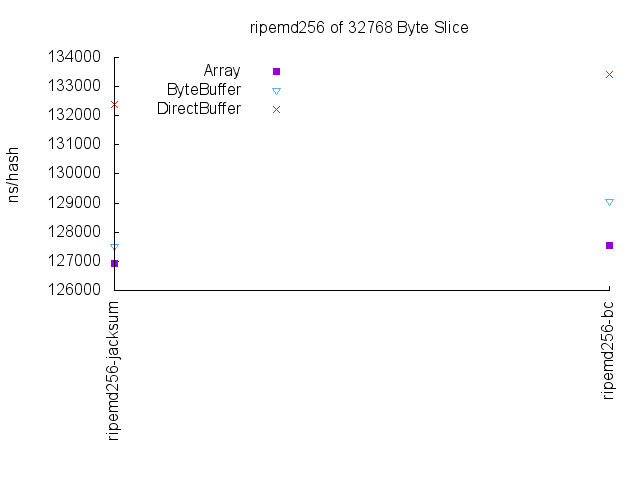 ripemd256 of 32768 Byte Slice
134000
133000
132000
131000
130000
129000
128000
127000
126000
ns/hash
Array
ByteBuffer
DirectBuffer
ripemd256-jacksum
ripemd256-bc